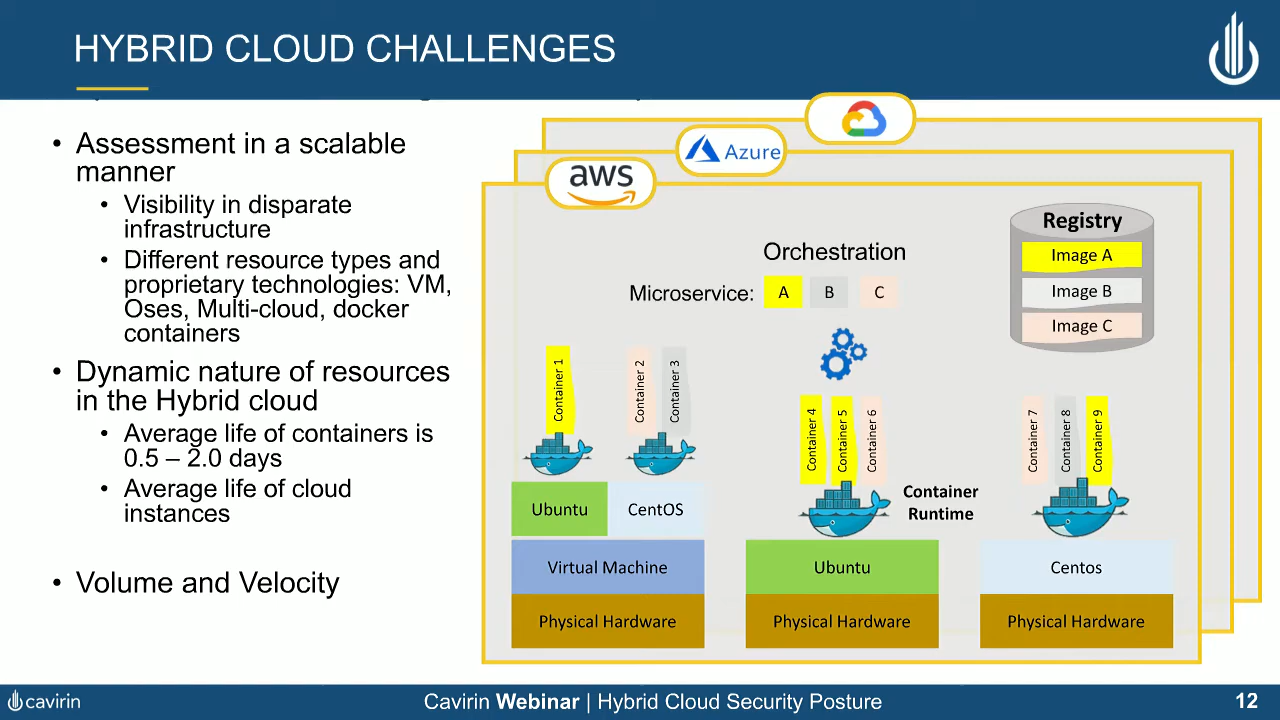 HYBRID CLOUD CHALLENGES
• Assessment in a scalable
manner
• Visibility in disparate
infrastructure
• Different resource types and
proprietary technologies: VM,
Oses, Multi-cloud, docker
containers
• Dynamic nature of resources
in the Hybrid cloud
• Average life of containers is
0.5 – 2.0 days
• Average life of cloud
instances
• Volume and Velocity
Azure
aws
Orchestration
Microservice: A B C
Registry
Image A
Image B
Image C
Container 1
Container 2
Container 3
Container 4
Container 5
Container 6
Container 7
Container 8
Container 9
Container
Runtime
Ubuntu
CentOS
Virtual Machine
Physical Hardware
Ubuntu
Physical Hardware
Centos
Physical Hardware
cavirin
Cavirin Webinar | Hybrid Cloud Security Posture
12